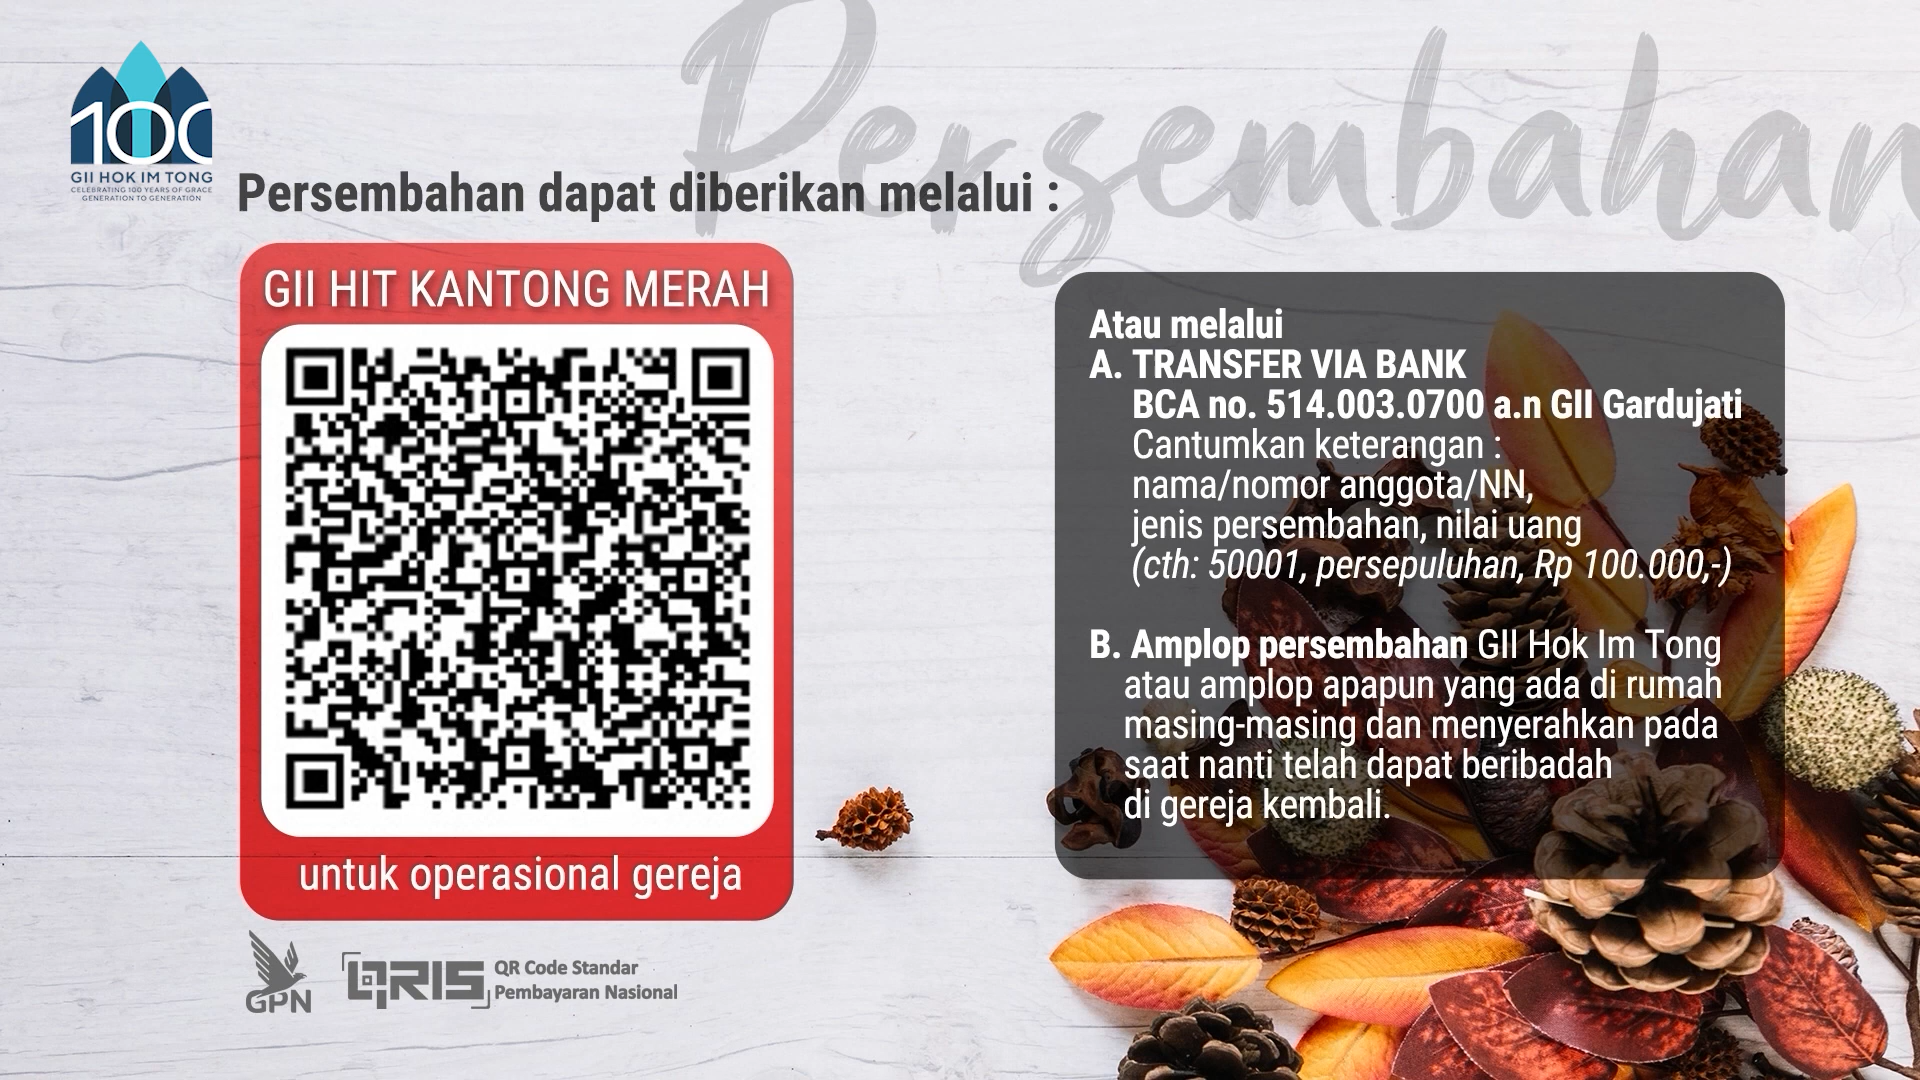 Persembahan
100
GII HOK IM TONG
CELEBRATING 100 YEARS OF GRACE
GENERATION TO GENERATION
Persembahan dapat diberikan melalui :
GII HIT KANTONG MERAH
untuk operasional gereja
GPN
QRIS
QR Code Standar
Pembayaran Nasional
Atau melalui
A. TRANSFER VIA BANK
BCA no. 514.003.0700 a.n GII Gardujati
Cantumkan keterangan :
nama/nomor anggota/NN,
jenis persembahan, nilai uang
(cth: 50001, persepuluhan, Rp 100.000,-)
B. Amplop persembahan GII Hok Im Tong
atau amplop apapun yang ada di rumah
masing-masing dan menyerahkan pada
saat nanti telah dapat beribadah
di gereja kembali.